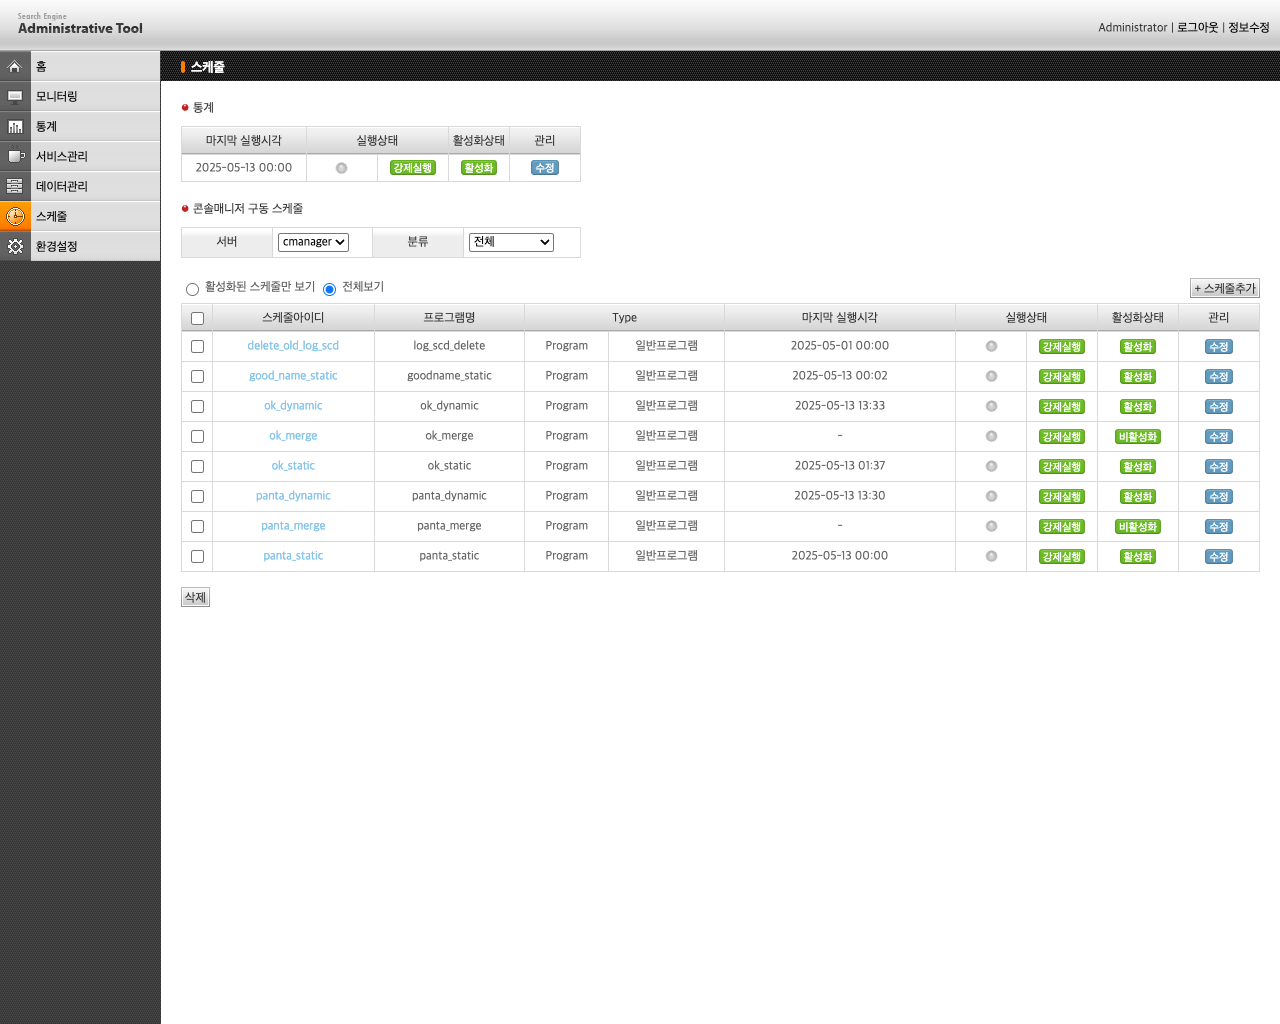 Search Engine
Administrative Tool
Administrator | 로그아웃 | 정보수정
홈
모니터링
통계
서비스관리
데이터관리
스케줄
환경설정
스케줄
통계
마지막 실행시각 실행상태 활성화상태 관리
2025-05-13 00:00 강제실행 활성화 수정
콘솔매니저 구동 스케줄
서버 cmanager 분류 전체
활성화된 스케줄만 보기 전체보기 + 스케줄추가
스케줄아이디 프로그램명 Type 마지막 실행시각 실행상태 활성화상태 관리
delete_old_log_scd log_scd_delete Program 일반프로그램 2025-05-01 00:00 강제실행 활성화 수정
good_name_static goodname_static Program 일반프로그램 2025-05-13 00:02 강제실행 활성화 수정
ok_dynamic ok_dynamic Program 일반프로그램 2025-05-13 13:33 강제실행 활성화 수정
ok_merge ok_merge Program 일반프로그램 - 강제실행 비활성화 수정
ok_static ok_static Program 일반프로그램 2025-05-13 01:37 강제실행 활성화 수정
panta_dynamic panta_dynamic Program 일반프로그램 2025-05-13 13:30 강제실행 활성화 수정
panta_merge panta_merge Program 일반프로그램 - 강제실행 비활성화 수정
panta_static panta_static Program 일반프로그램 2025-05-13 00:00 강제실행 활성화 수정
삭제